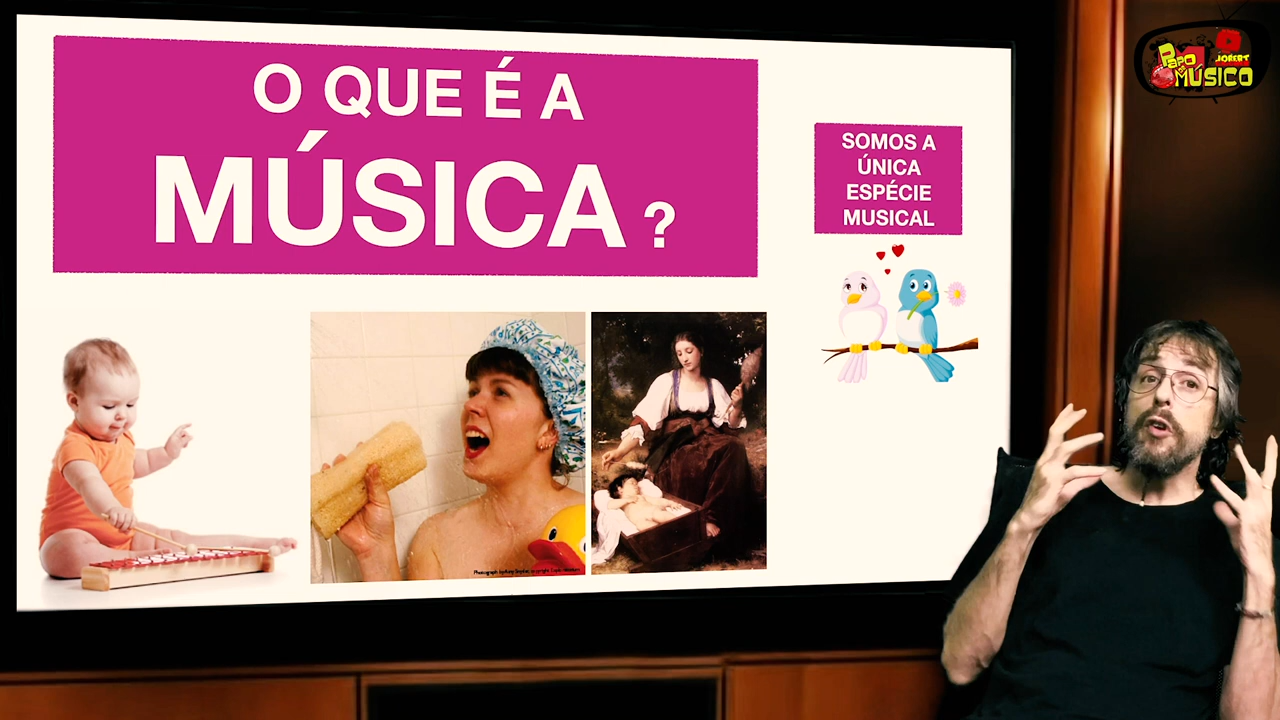 O QUE É A
MÚSICA ?
SOMOS A
ÚNICA
ESPÉCIE
MUSICAL
PAPO
MÚSICO
JOBERT